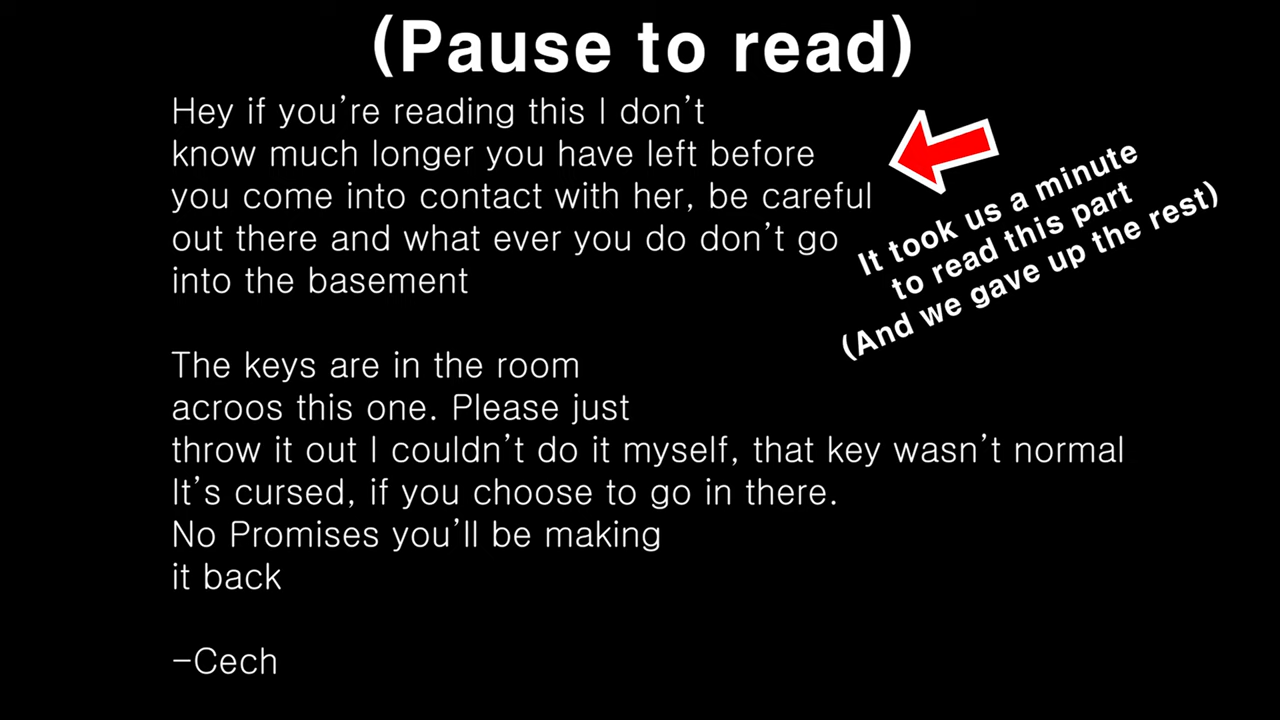 (Pause to read)
Hey if you're reading this I don't
know much longer you have left before
you come into contact with her, be careful
out there and what ever you do don't go
into the basement
It took us a minute
to read this part
(And we gave up the rest)
The keys are in the room
acroos this one. Please just
throw it out I couldn't do it myself, that key wasn't normal
It's cursed, if you choose to go in there.
No Promises you'll be making
it back
-Cech